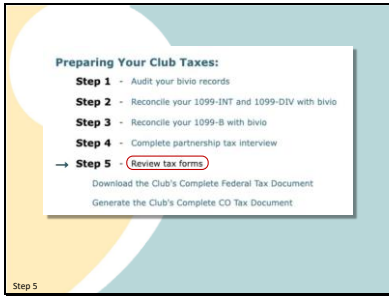 Preparing Your Club Taxes:
Step 1 - Audit your bivio records
Step 2 - Reconcile your 1099-INT and 1099-DIV with bivio
Step 3 - Reconcile your 1099-B with bivio
Step 4 - Complete partnership tax interview
→ Step 5 - Review tax forms
Download the Club's Complete Federal Tax Document
Generate the Club's Complete CO Tax Document
Step 5